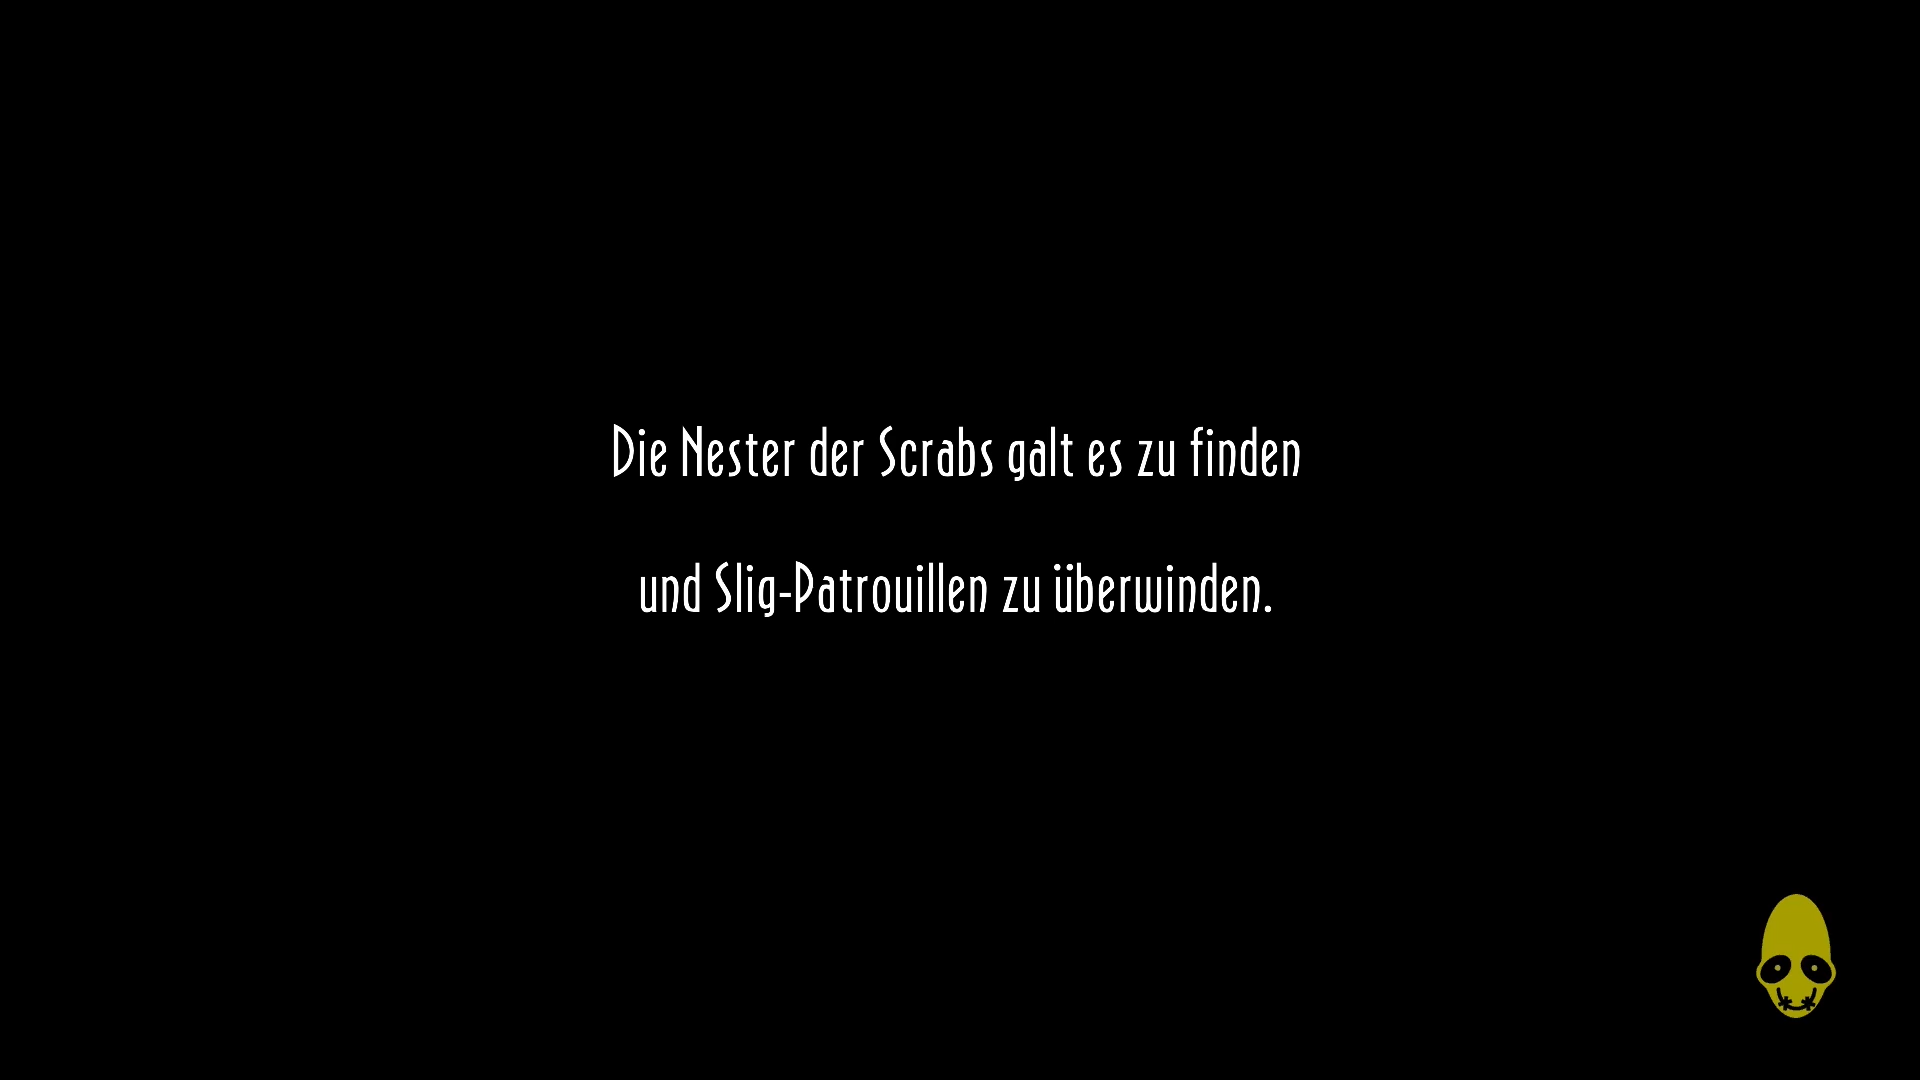 Die Nester der Scrabs galt es zu finden
und Slig-Patrouillen zu überwinden.